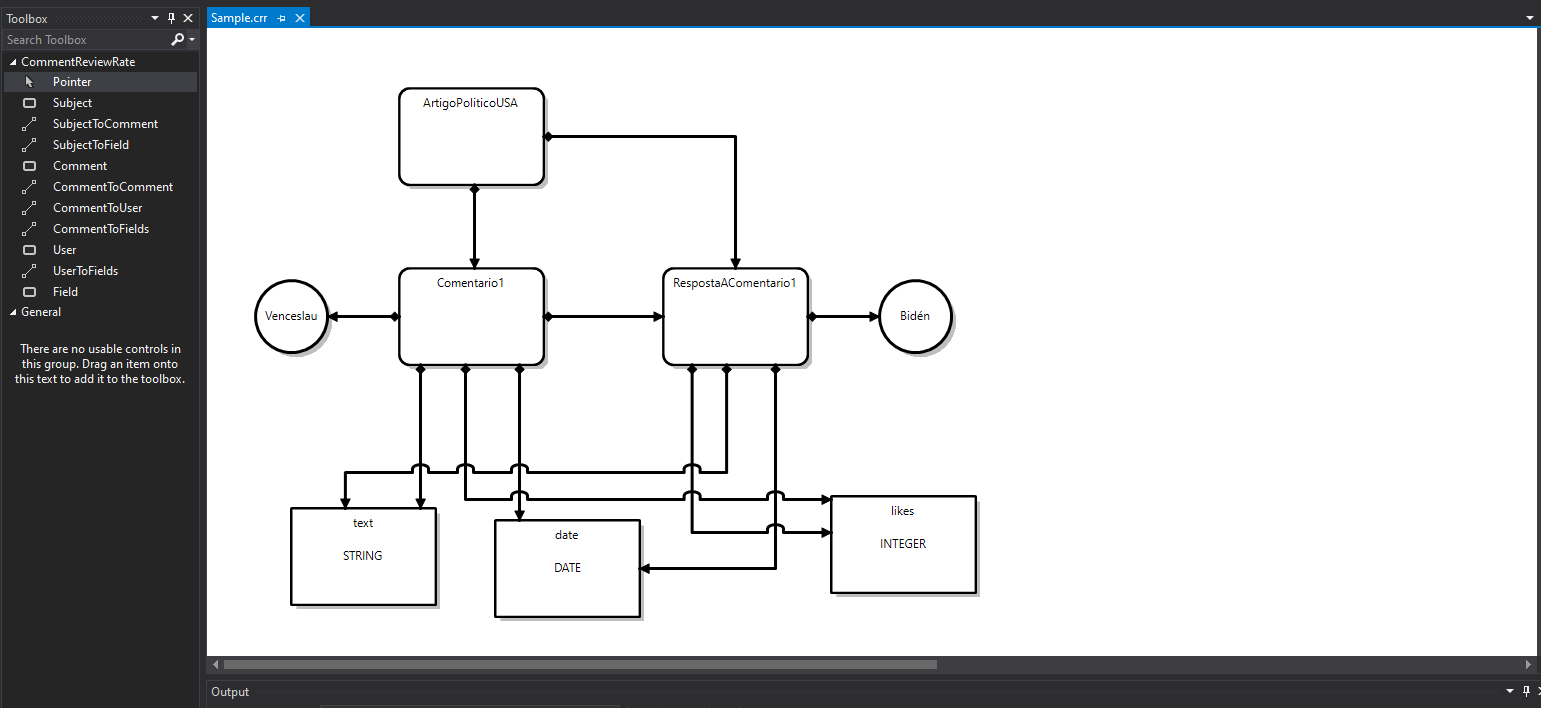 Toolbox
Search Toolbox
CommentReviewRate
Pointer
Subject
SubjectToComment
SubjectToField
Comment
CommentToComment
CommentToUser
CommentToFields
User
UserToFields
Field
General
There are no usable controls in
this group. Drag an item onto
this text to add it to the toolbox.
Sample.crr
ArtigoPoliticoUSA
Comentario1
RespostaAComentario1
Venceslau
Bidén
text
STRING
date
DATE
likes
INTEGER
Output